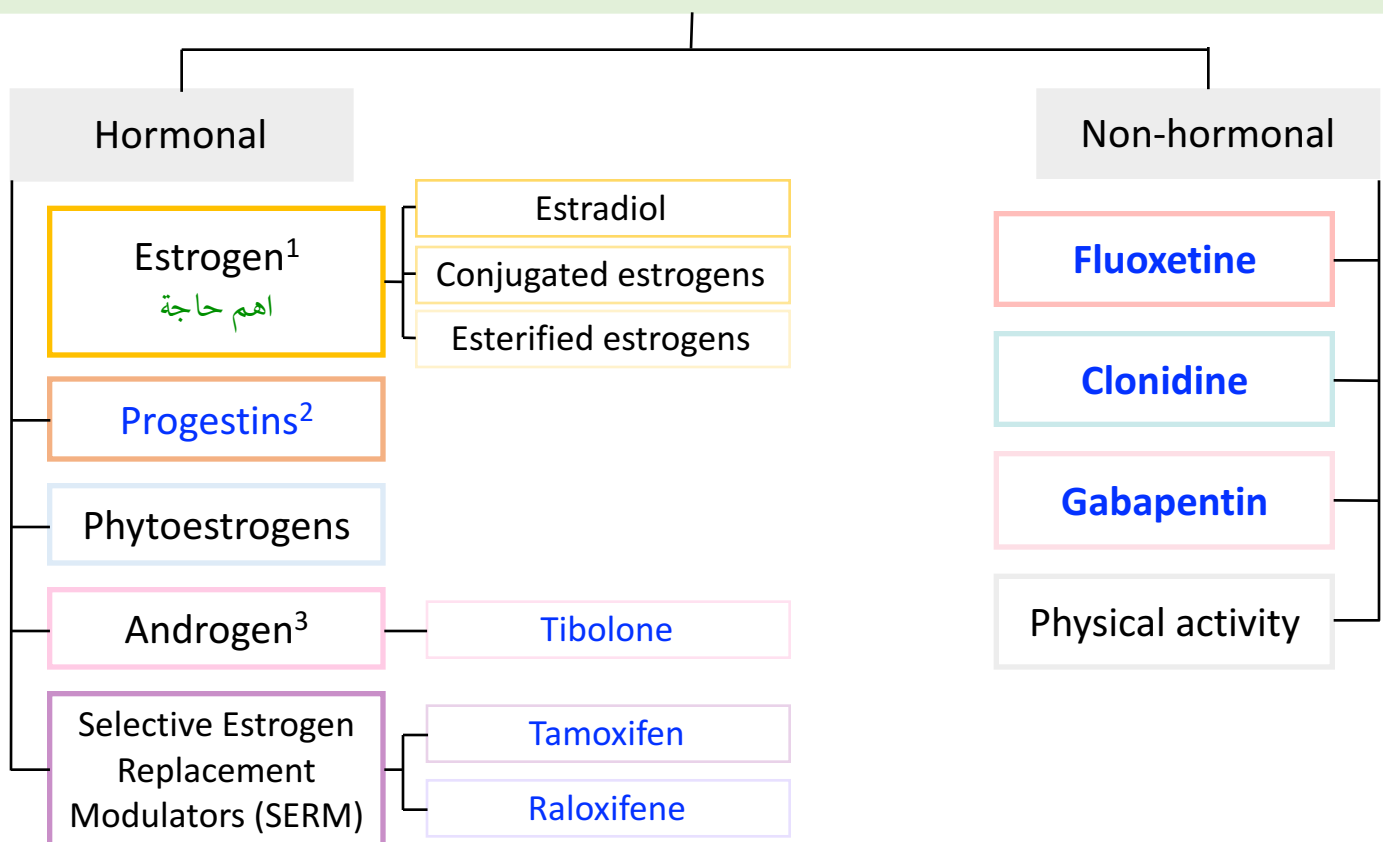 Hormonal
Estrogen¹
اهم حاجة
Estradiol
Conjugated estrogens
Esterified estrogens
Progestins²
Phytoestrogens
Androgen³
Tibolone
Selective Estrogen
Replacement
Modulators (SERM)
Tamoxifen
Raloxifene
Non-hormonal
Fluoxetine
Clonidine
Gabapentin
Physical activity